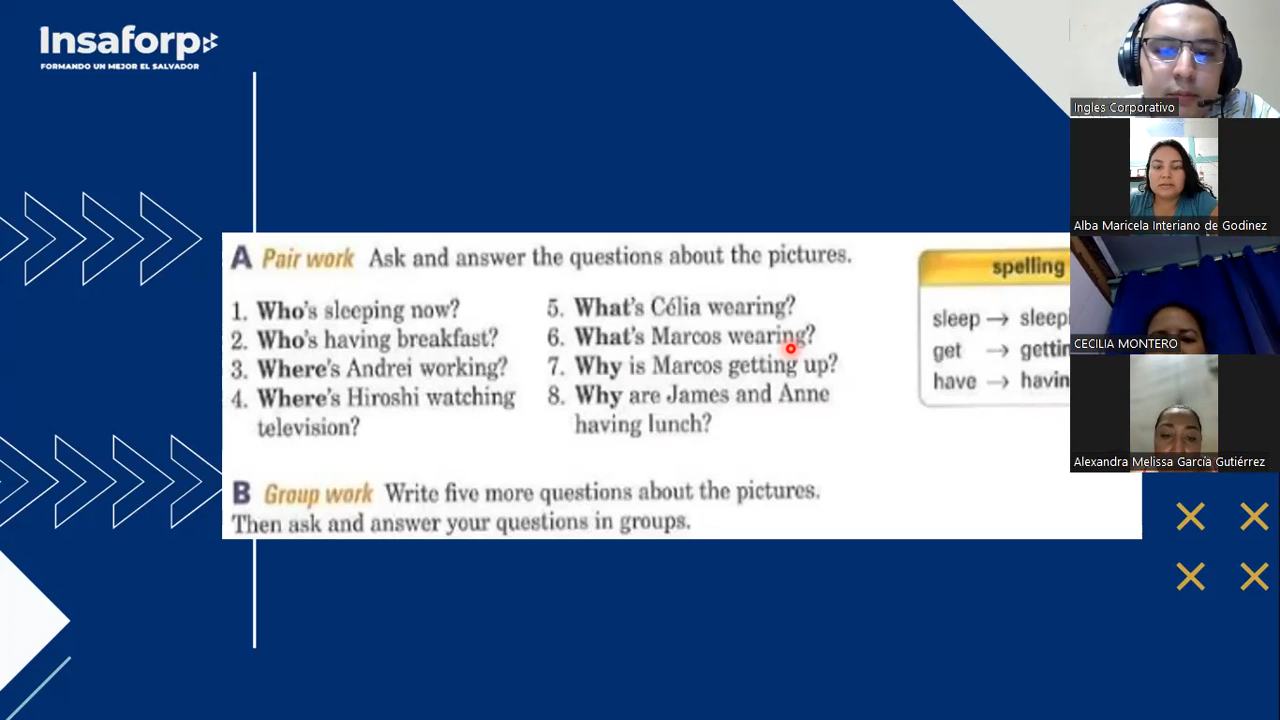 Insaforp
FORMANDO UN MEJOR EL SALVADOR
A Pair work Ask and answer the questions about the pictures.
1. Who's sleeping now?
2. Who's having breakfast?
3. Where's Andrei working?
4. Where's Hiroshi watching
television?
5. What's Célia wearing?
6. What's Marcos wearing?
7. Why is Marcos getting up?
8. Why are James and Anne
having lunch?
spelling
sleep → sleepi
get → gettin
have → havin
B Group work Write five more questions about the pictures.
Then ask and answer your questions in groups.
Ingles Corporativo
Alba Maricela Interiano de Godinez
CECILIA MONTERO
Alexandra Melissa García Gutiérrez